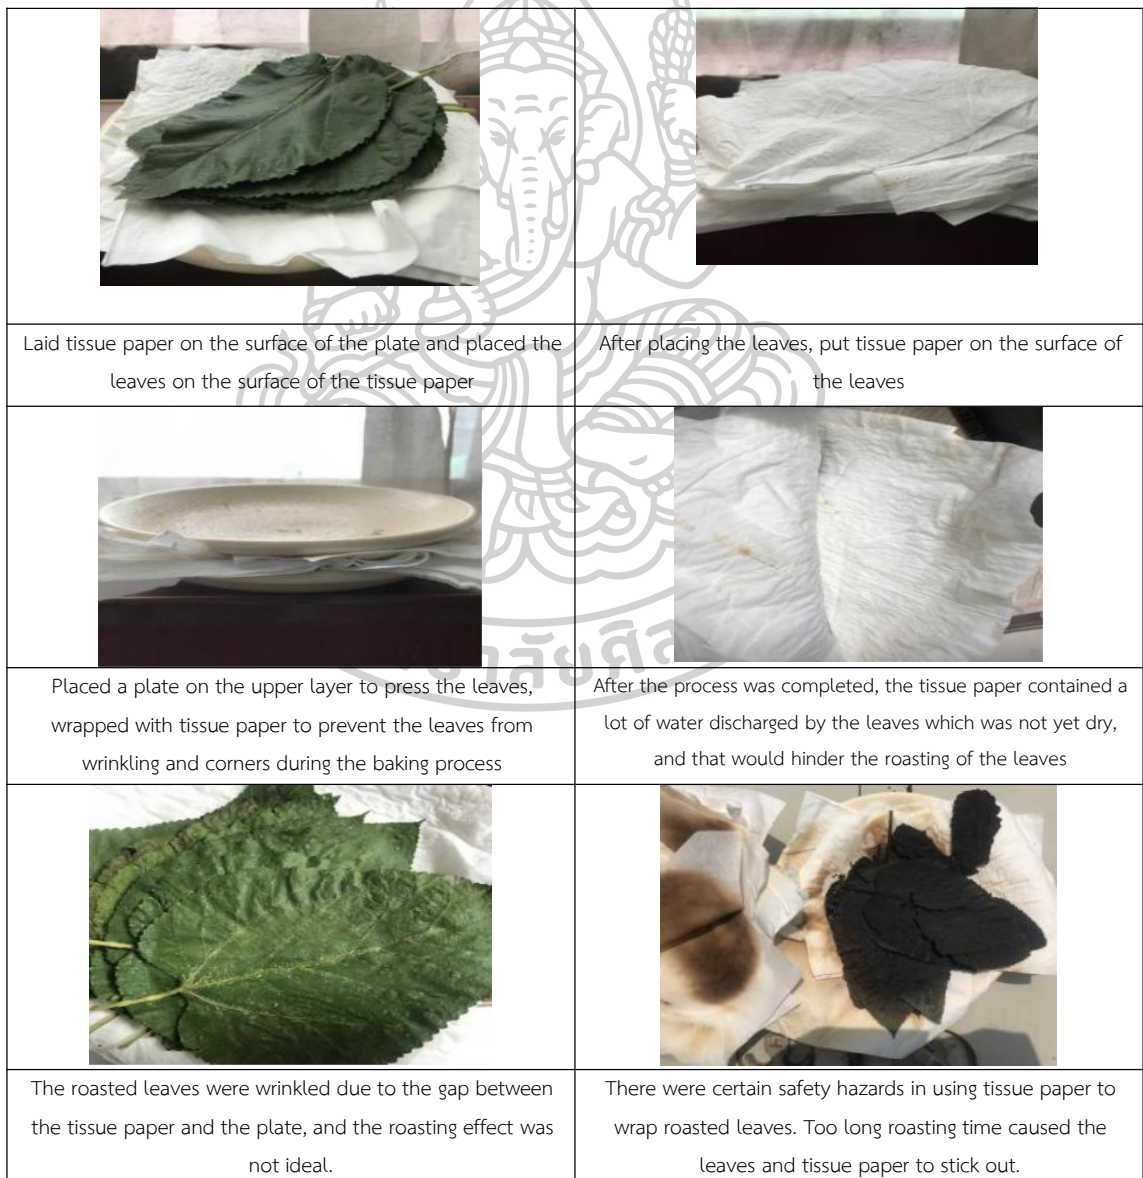 Laid tissue paper on the surface of the plate and placed the
leaves on the surface of the tissue paper
After placing the leaves, put tissue paper on the surface of
the leaves
Placed a plate on the upper layer to press the leaves,
wrapped with tissue paper to prevent the leaves from
wrinkling and corners during the baking process
After the process was completed, the tissue paper contained a
lot of water discharged by the leaves which was not yet dry,
and that would hinder the roasting of the leaves
The roasted leaves were wrinkled due to the gap between
the tissue paper and the plate, and the roasting effect was
not ideal.
There were certain safety hazards in using tissue paper to
wrap roasted leaves. Too long roasting time caused the
leaves and tissue paper to stick out.